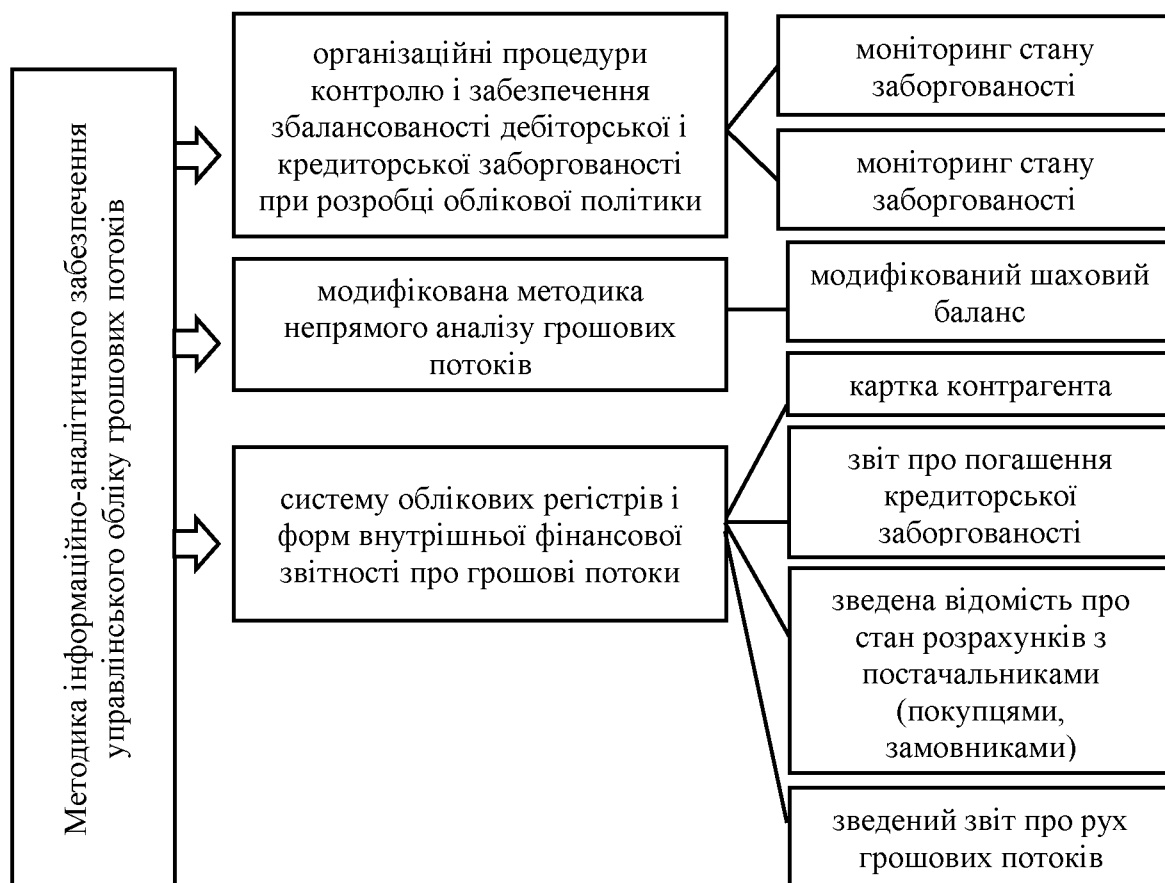 Методика інформаційно-аналітичного забезпечення
управлінського обліку грошових потоків
організаційні процедури
контролю і забезпечення
збалансованості дебіторської і
кредиторської заборгованості
при розробці облікової політики
моніторинг стану
заборгованості
моніторинг стану
заборгованості
модифікована методика
непрямого аналізу грошових
потоків
модифікований шаховий
баланс
систему облікових регістрів і
форм внутрішньої фінансової
звітності про грошові потоки
картка контрагента
звіт про погашення
кредиторської
заборгованості
зведена відомість про
стан розрахунків з
постачальниками
(покупцями,
замовниками)
зведений звіт про рух
грошових потоків